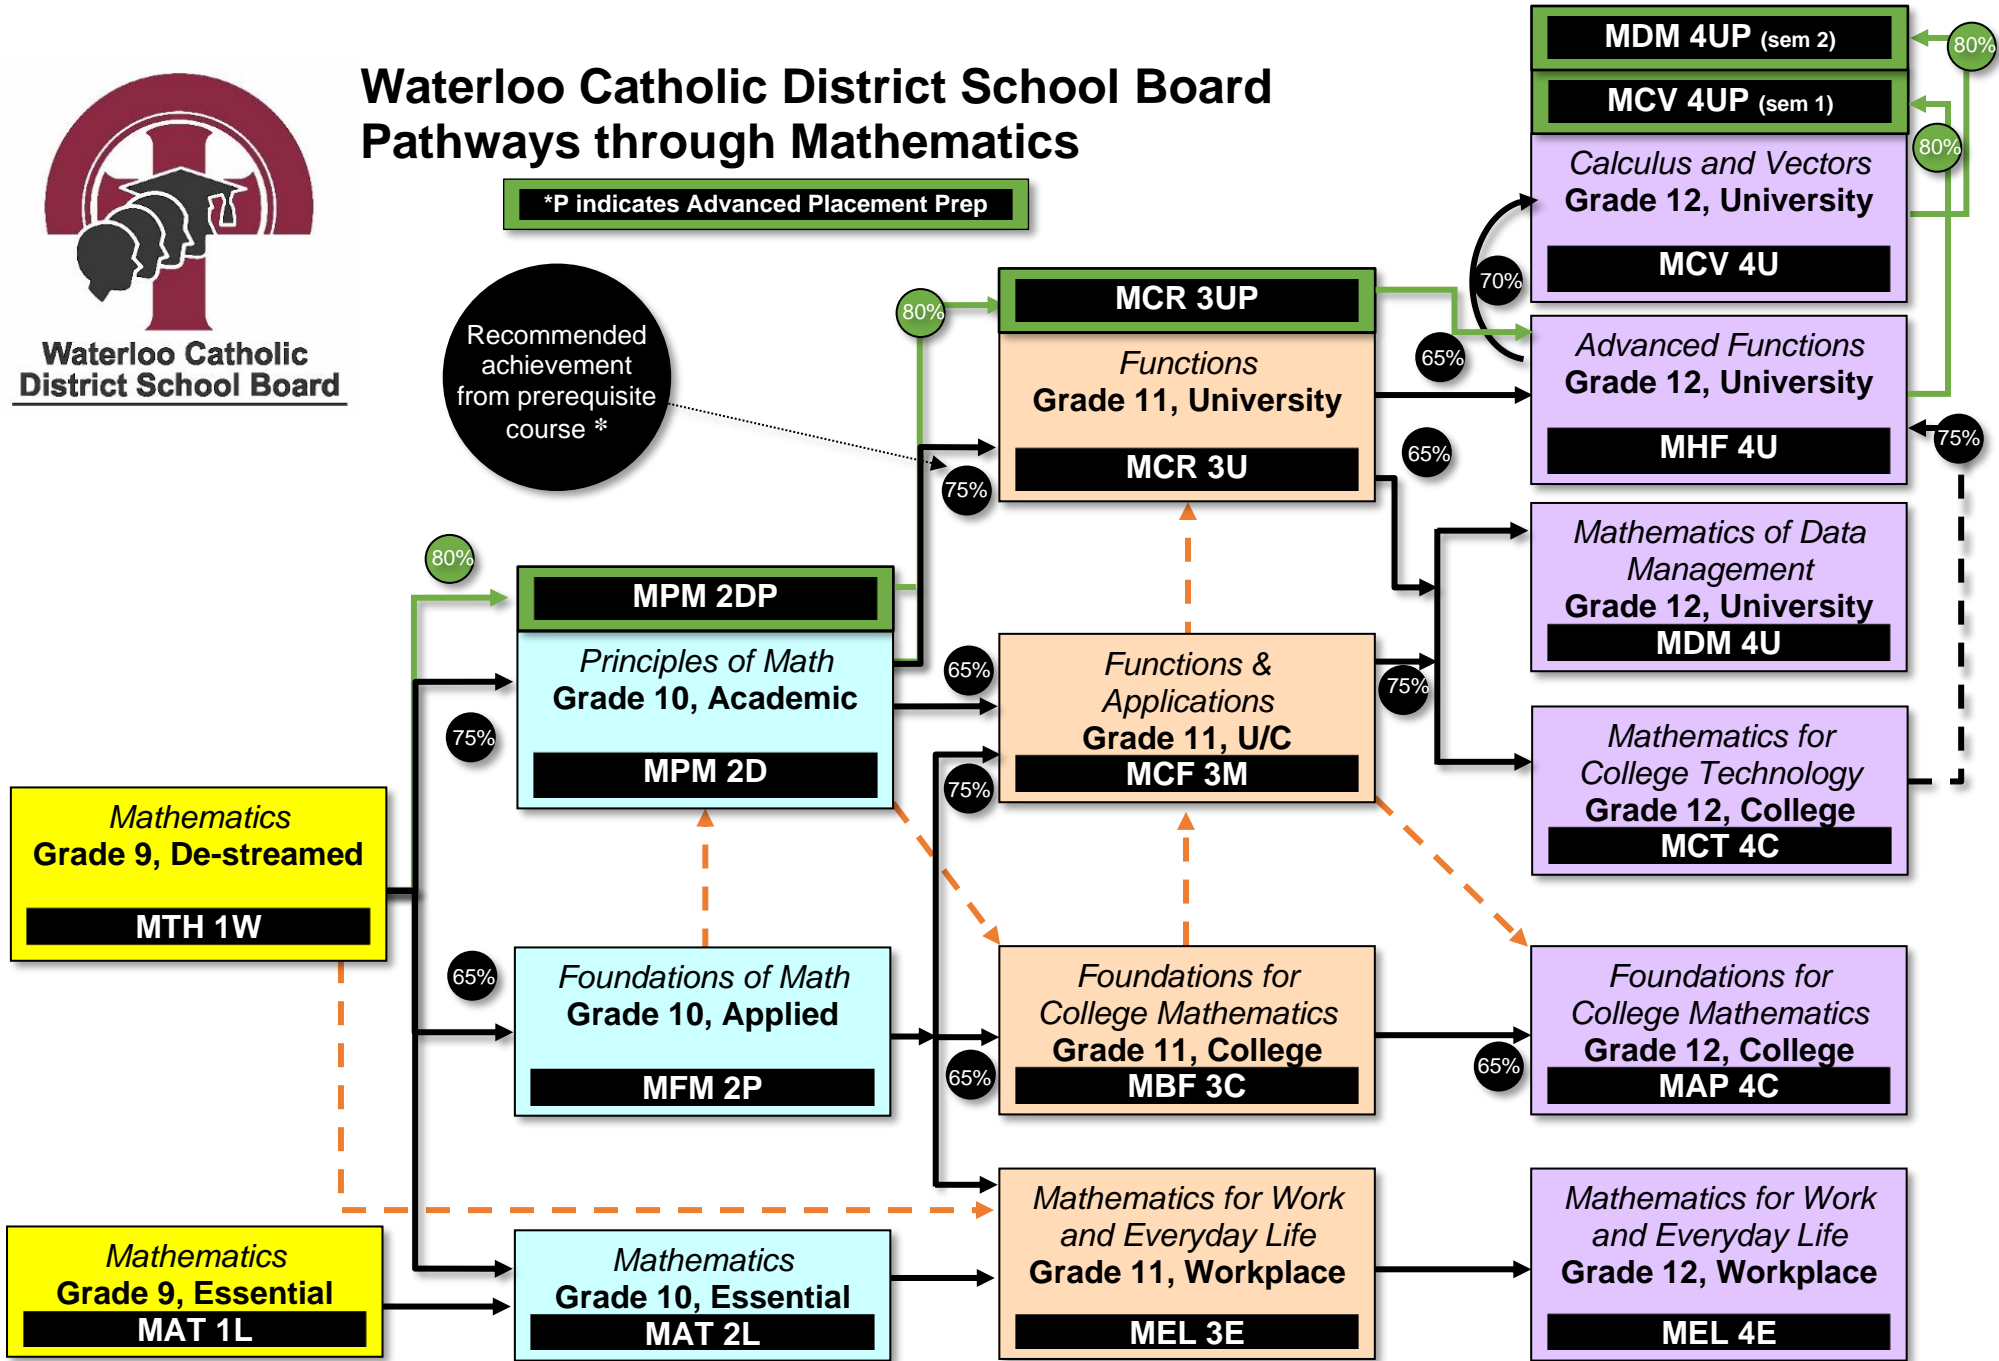 Waterloo Catholic District School Board
Pathways through Mathematics
*P indicates Advanced Placement Prep
Waterloo Catholic
District School Board
Recommended
achievement
from prerequisite
course *
MTH 1W
Mathematics
Grade 9, De-streamed
Mathematics
Grade 9, Essential
MAT 1L
80%
75%
65%
MPM 2DP
Principles of Math
Grade 10, Academic
MPM 2D
Foundations of Math
Grade 10, Applied
MFM 2P
Mathematics
Grade 10, Essential
MAT 2L
80%
75%
65%
75%
65%
MCR 3UP
Functions
Grade 11, University
MCR 3U
Functions &
Applications
Grade 11, U/C
MCF 3M
Foundations for
College Mathematics
Grade 11, College
MBF 3C
Mathematics for Work
and Everyday Life
Grade 11, Workplace
MEL 3E
70%
65%
65%
75%
65%
MDM 4UP (sem 2)
MCV 4UP (sem 1)
Calculus and Vectors
Grade 12, University
MCV 4U
Advanced Functions
Grade 12, University
MHF 4U
Mathematics of Data
Management
Grade 12, University
MDM 4U
Mathematics for
College Technology
Grade 12, College
MCT 4C
Foundations for
College Mathematics
Grade 12, College
MAP 4C
Mathematics for Work
and Everyday Life
Grade 12, Workplace
MEL 4E
80%
80%
75%